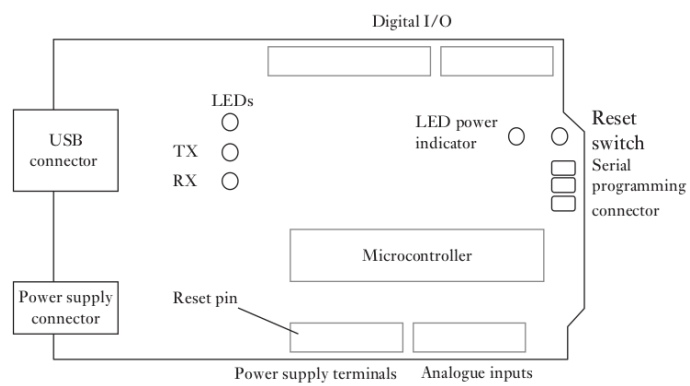 Digital I/O
LEDs
USB
connector
TX
RX
LED power
indicator
Reset
switch
Serial
programming
connector
Microcontroller
Power supply
connector
Reset pin
Power supply terminals
Analogue inputs